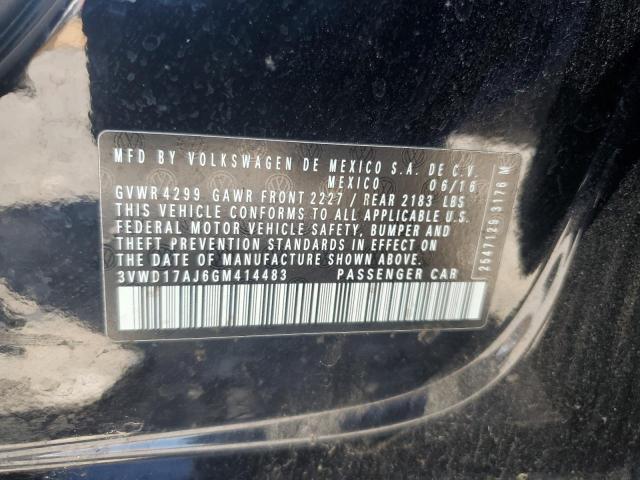 MFD BY VOLKSWAGEN DE MEXICO S.A. DE C.V.
MEXICO 06/16
GVWR 4299 GAWR FRONT 2227 / REAR 2183 LBS
THIS VEHICLE CONFORMS TO ALL APPLICABLE U.S.
FEDERAL MOTOR VEHICLE SAFETY, BUMPER AND
THEFT PREVENTION STANDARDS IN EFFECT ON
THE DATE OF MANUFACTURE SHOWN ABOVE.
3VWD17AJ6GM414483 PASSENGER CAR
2547129 3176 M